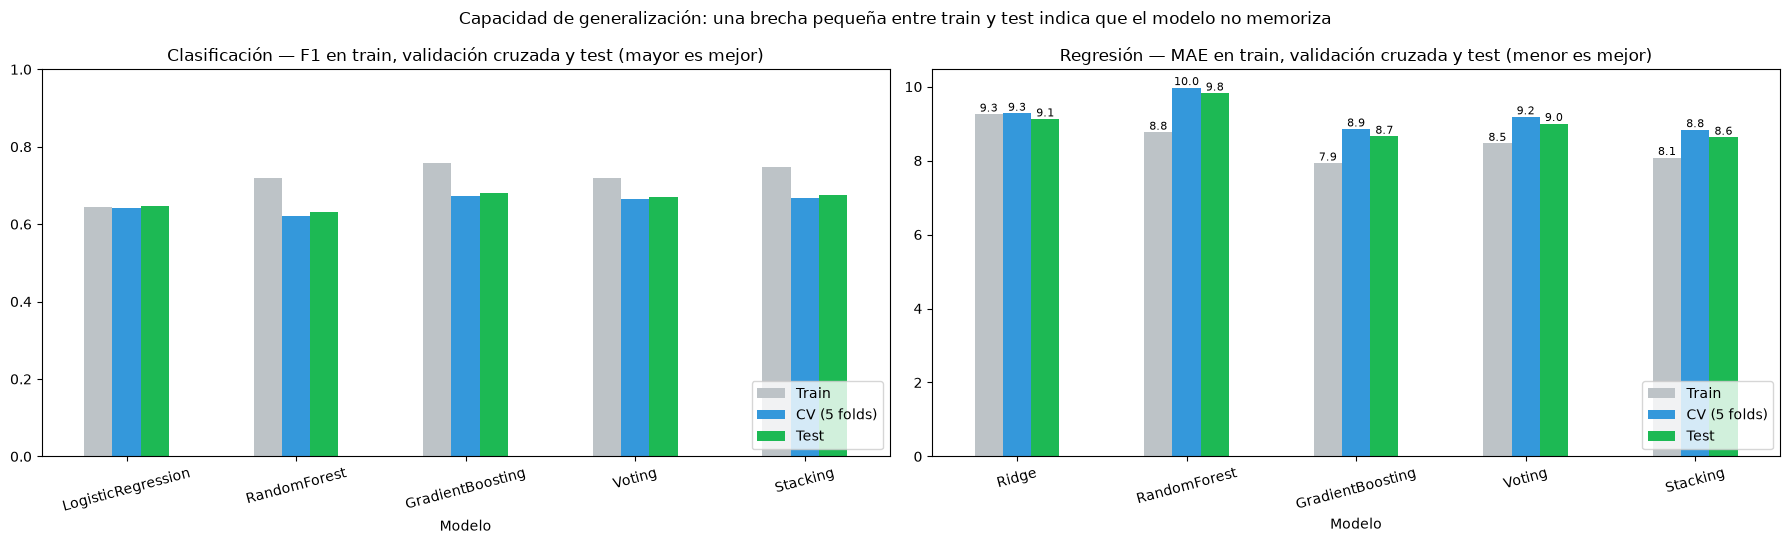 Capacidad de generalización: una brecha pequeña entre train y test indica que el modelo no memoriza
Clasificación — F1 en train, validación cruzada y test (mayor es mejor)
1.0
0.8
0.6
0.4
0.2
0.0
LogisticRegression
RandomForest
GradientBoosting
Voting
Stacking
Modelo
Train
CV (5 folds)
Test
Regresión — MAE en train, validación cruzada y test (menor es mejor)
10
8
6
4
2
0
9.3
9.3
9.1
8.8
10.0
9.8
7.9
8.9
8.7
8.5
9.2
9.0
8.1
8.8
8.6
Ridge
RandomForest
GradientBoosting
Voting
Stacking
Modelo
Train
CV (5 folds)
Test